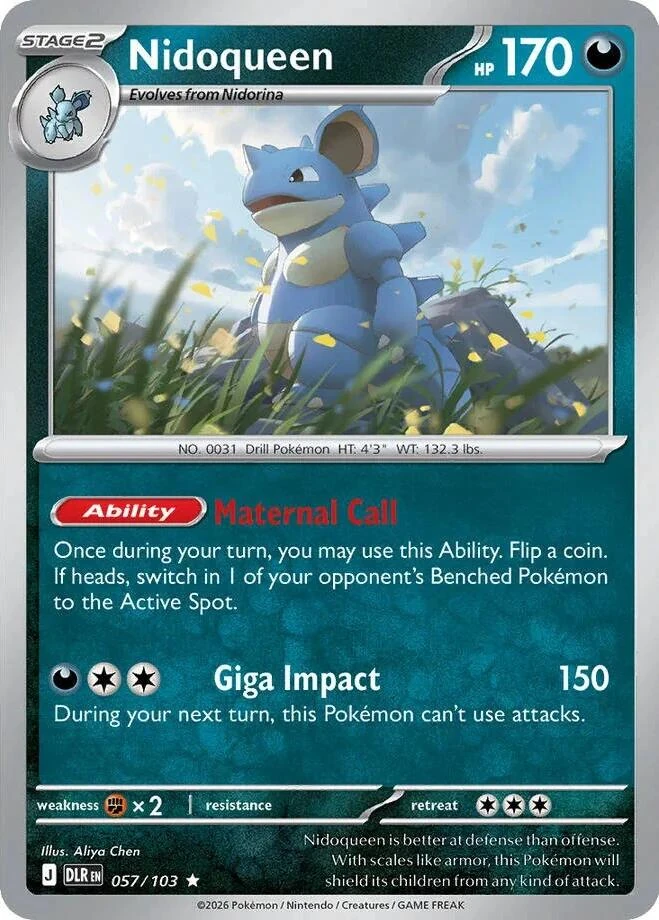 STAGE2 Nidoqueen HP 170
Evolves from Nidorina
NO. 0031 Drill Pokémon HT: 4'3" WT: 132.3 lbs.
Ability Maternal Call
Once during your turn, you may use this Ability. Flip a coin.
If heads, switch in 1 of your opponent's Benched Pokémon
to the Active Spot.
Giga Impact 150
During your next turn, this Pokémon can't use attacks.
weakness ×2 resistance retreat
Illus. Aliya Chen
J DLR EN 057/103
Nidoqueen is better at defense than offense.
With scales like armor, this Pokémon will
shield its children from any kind of attack.
©2026 Pokémon / Nintendo / Creatures / GAME FREAK